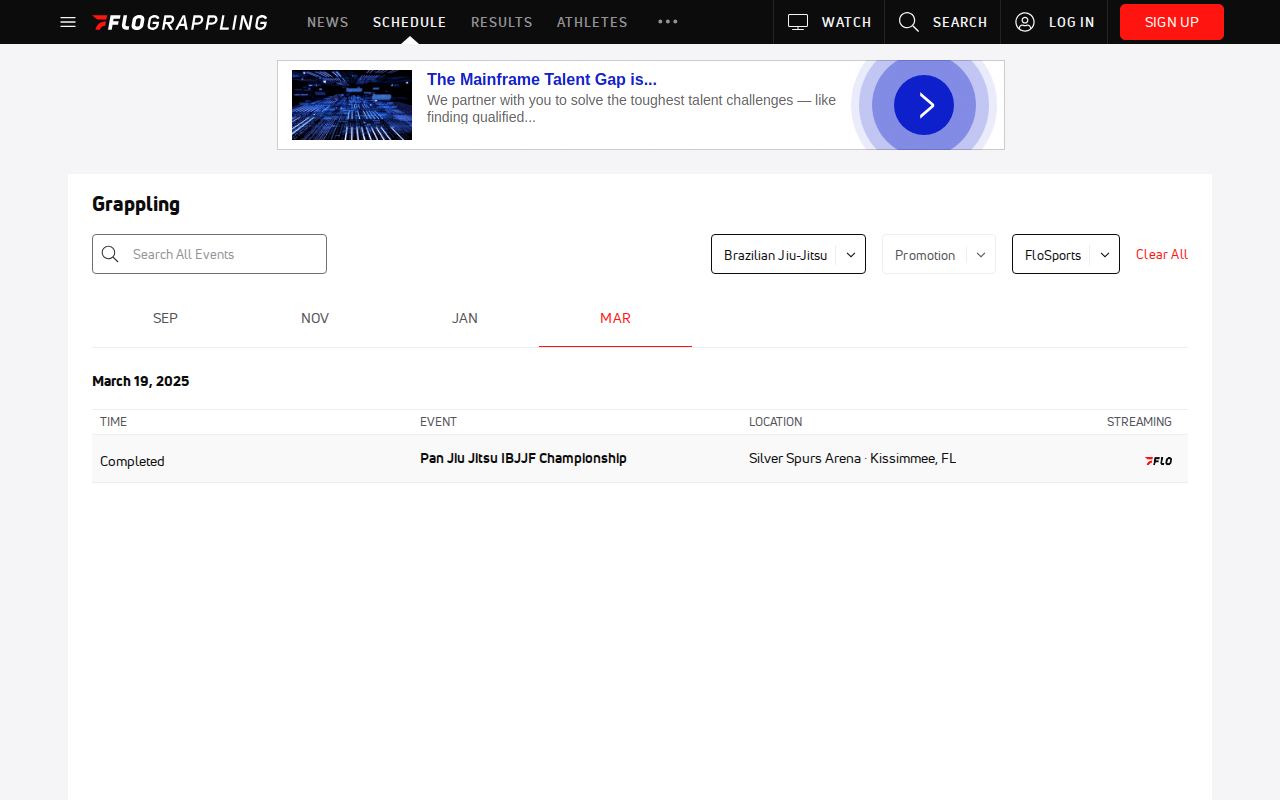 FLOGRAPPLING NEWS SCHEDULE RESULTS ATHLETES WATCH SEARCH LOG IN SIGN UP
The Mainframe Talent Gap is...
We partner with you to solve the toughest talent challenges — like
finding qualified...
Grappling
Search All Events Brazilian Jiu-Jitsu Promotion FloSports Clear All
SEP NOV JAN MAR
March 19, 2025
TIME EVENT LOCATION STREAMING
Completed Pan Jiu Jitsu IBJJF Championship Silver Spurs Arena · Kissimmee, FL FLO